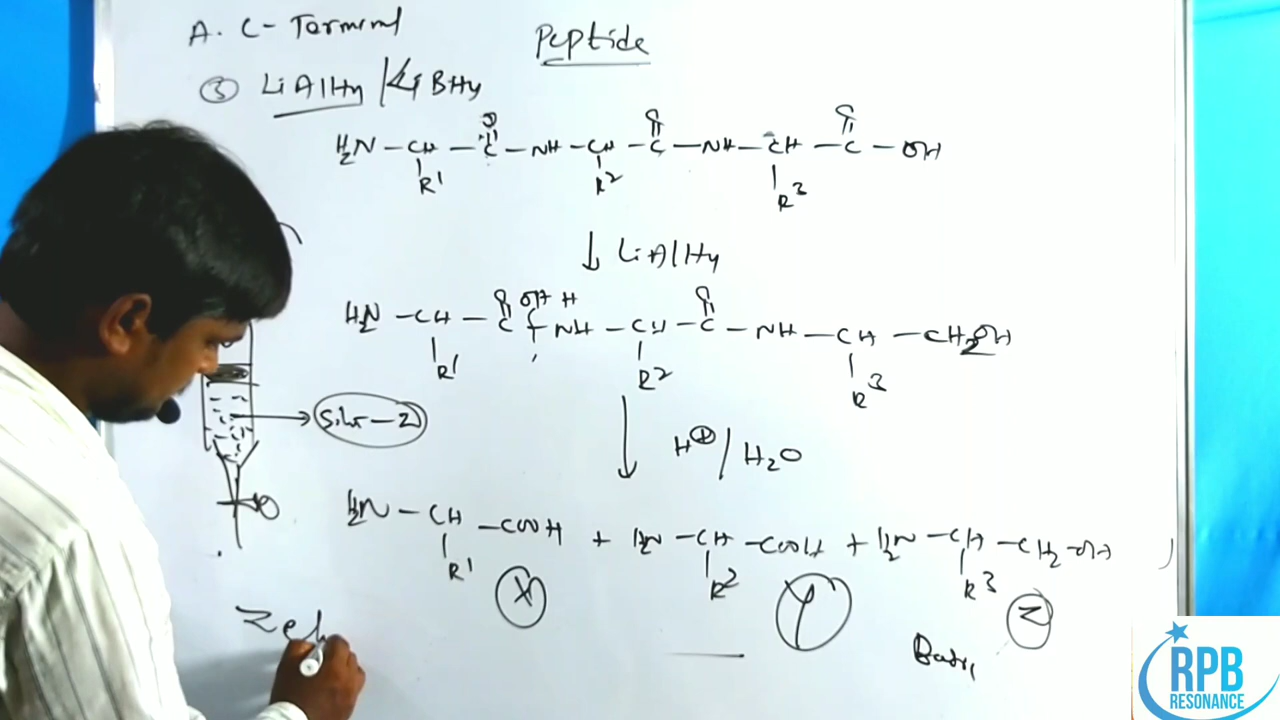 A. C- Terminal
Peptide
③ LiAlH4 / LiBH4
H2N - CH - C - NH - CH - C - NH - CH - C - OH
O O O
R1 R2 R3
↓ LiAlH4
O OH H O
H2N - CH - C - NH - CH - C - NH - CH - CH2OH
R1 R2 R3
H⊕ / H2O
H2N - CH - COOH + H2N - CH - COOH + H2N - CH - CH2-OH
R1 R2 R3
X Y Z
RPB
RESONANCE